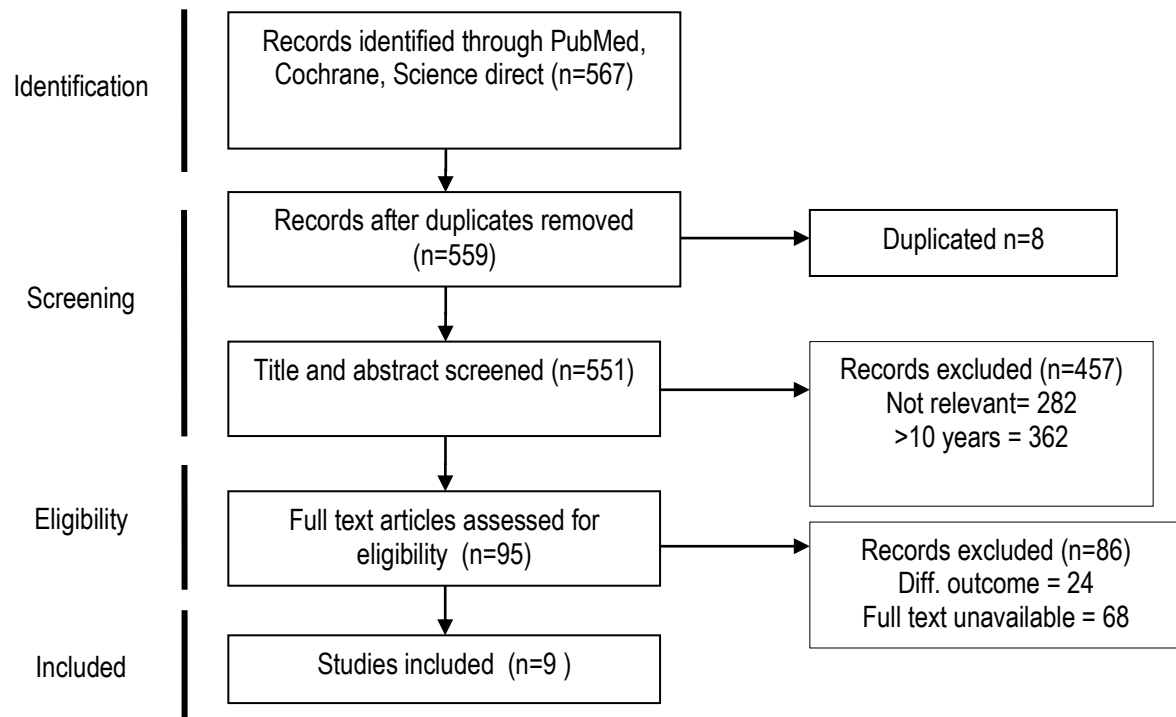 Identification
Records identified through PubMed,
Cochrane, Science direct (n=567)
Screening
Records after duplicates removed
(n=559)
Duplicated n=8
Title and abstract screened (n=551)
Records excluded (n=457)
Not relevant= 282
>10 years = 362
Eligibility
Full text articles assessed for
eligibility (n=95)
Records excluded (n=86)
Diff. outcome = 24
Full text unavailable = 68
Included
Studies included (n=9 )